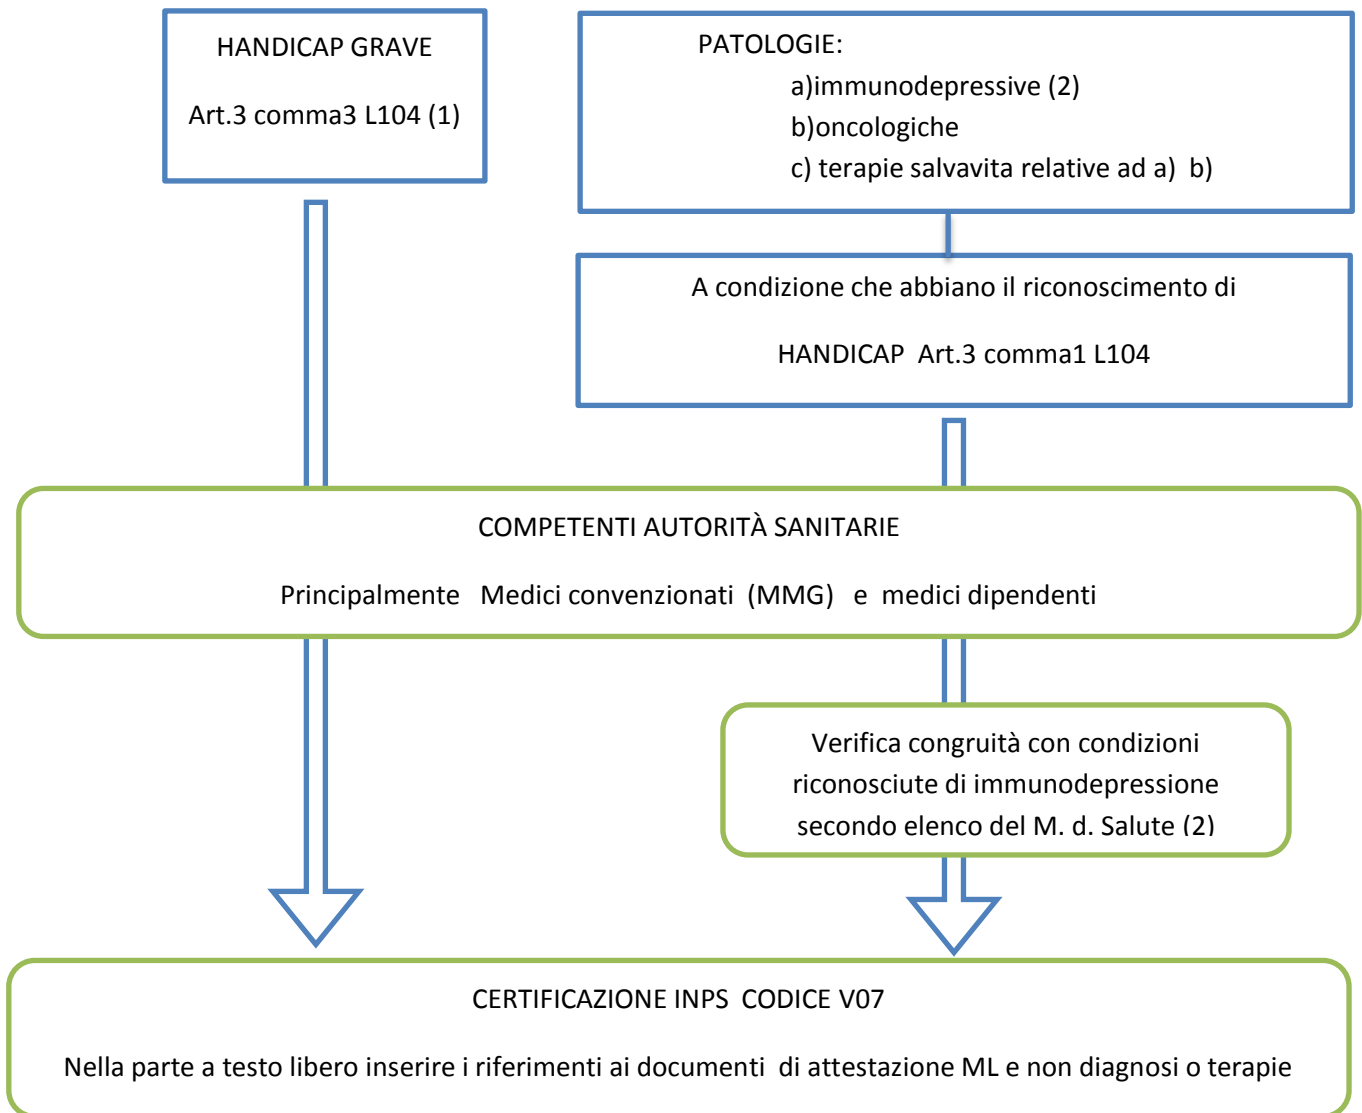 HANDICAP GRAVE
Art.3 comma3 L104 (1)
PATOLOGIE:
a)immunodepressive (2)
b)oncologiche
c) terapie salvavita relative ad a) b)
A condizione che abbiano il riconoscimento di
HANDICAP Art.3 comma1 L104
COMPETENTI AUTORITÀ SANITARIE
Principalmente Medici convenzionati (MMG) e medici dipendenti
Verifica congruità con condizioni
riconosciute di immunodepressione
secondo elenco del M. d. Salute (2)
CERTIFICAZIONE INPS CODICE V07
Nella parte a testo libero inserire i riferimenti ai documenti di attestazione ML e non diagnosi o terapie